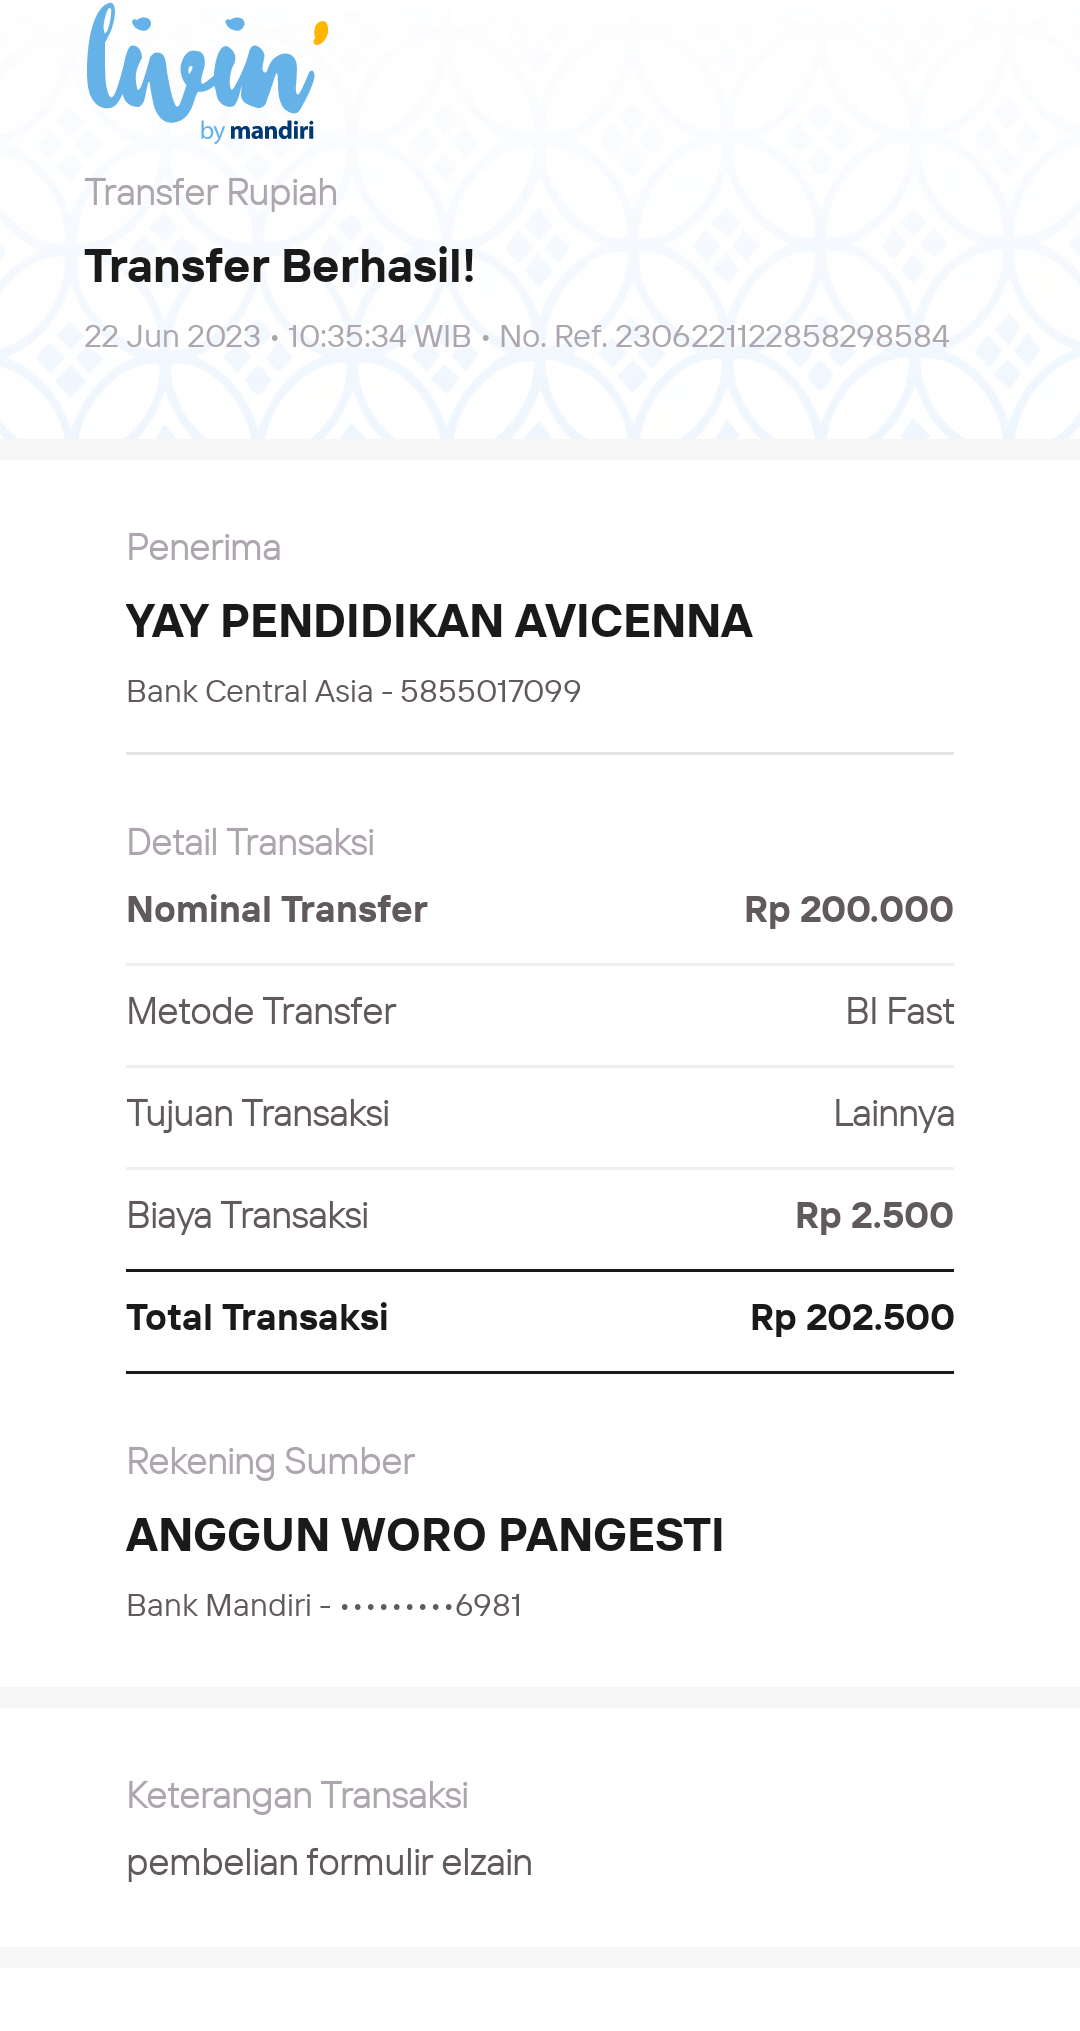 livin'
by mandiri
Transfer Rupiah
Transfer Berhasil!
22 Jun 2023 • 10:35:34 WIB • No. Ref. 2306221122858298584
Penerima
YAY PENDIDIKAN AVICENNA
Bank Central Asia - 5855017099
Detail Transaksi
Nominal Transfer Rp 200.000
Metode Transfer BI Fast
Tujuan Transaksi Lainnya
Biaya Transaksi Rp 2.500
Total Transaksi Rp 202.500
Rekening Sumber
ANGGUN WORO PANGESTI
Bank Mandiri - •••••••••6981
Keterangan Transaksi
pembelian formulir elzain